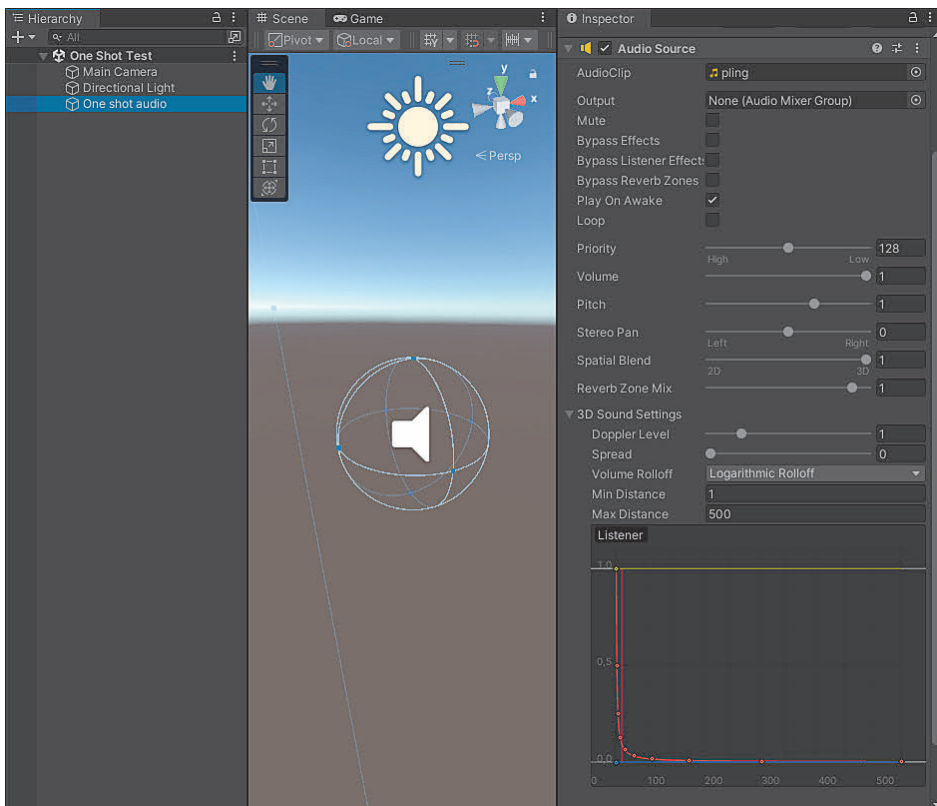 Hierarchy
All
One Shot Test
Main Camera
Directional Light
One shot audio
Scene
Game
Pivot
Local
y
z
x
Persp
Inspector
Audio Source
AudioClip
pling
Output
None (Audio Mixer Group)
Mute
Bypass Effects
Bypass Listener Effect
Bypass Reverb Zones
Play On Awake
Loop
Priority
128
High
Low
Volume
1
Pitch
1
Stereo Pan
0
Left
Right
Spatial Blend
1
2D
3D
Reverb Zone Mix
1
3D Sound Settings
Doppler Level
1
Spread
0
Volume Rolloff
Logarithmic Rolloff
Min Distance
1
Max Distance
500
Listener
1,0
0,5
0,0
0
100
200
300
400
500